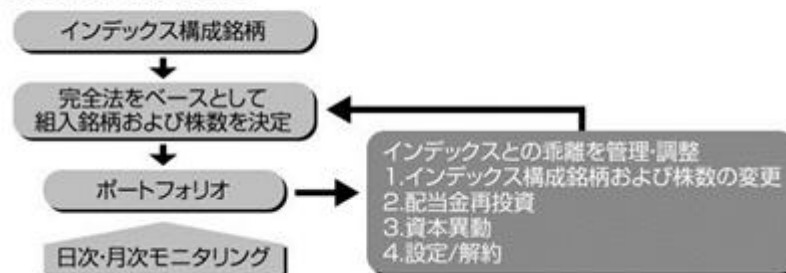 インデックス構成銘柄
完全法をベースとして
組入銘柄および株数を決定
ポートフォリオ
日次・月次モニタリング
インデックスとの乖離を管理・調整
1.インデックス構成銘柄および株数の変更
2.配当金再投資
3.資本異動
4.設定/解約